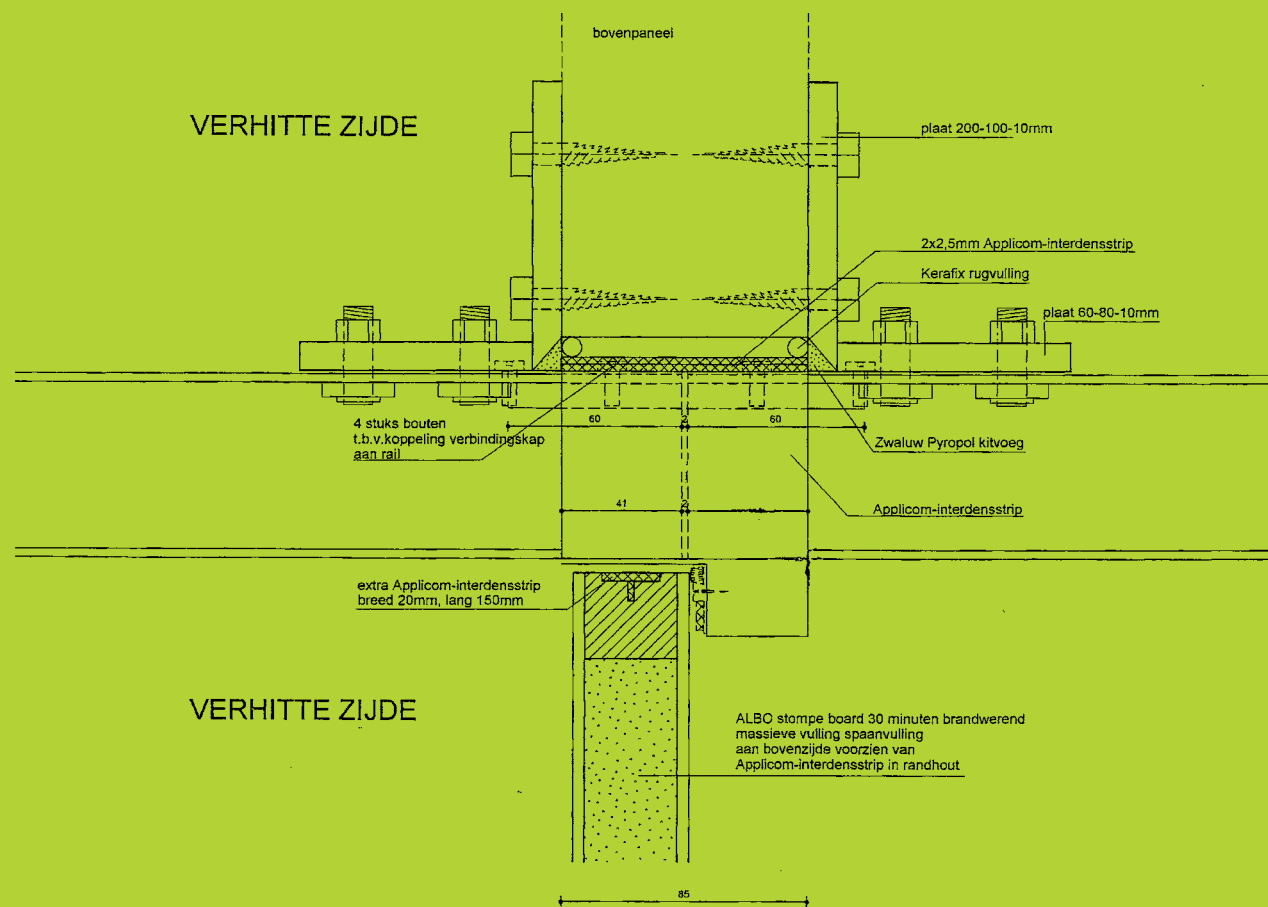 bovenpaneel
VERHITTE ZIJDE
plaat 200-100-10mm
2x2,5mm Applicom-interdensstrip
Kerafix rugvulling
plaat 60-80-10mm
60
2
60
4 stuks bouten
t.b.v.koppeling verbindingskap
aan rail
Zwaluw Pyropol kitvoeg
41
2
Applicom-interdensstrip
extra Applicom-interdensstrip
breed 20mm, lang 150mm
VERHITTE ZIJDE
ALBO stompe board 30 minuten brandwerend
massieve vulling spaanvulling
aan bovenzijde voorzien van
Applicom-interdensstrip in randhout
85